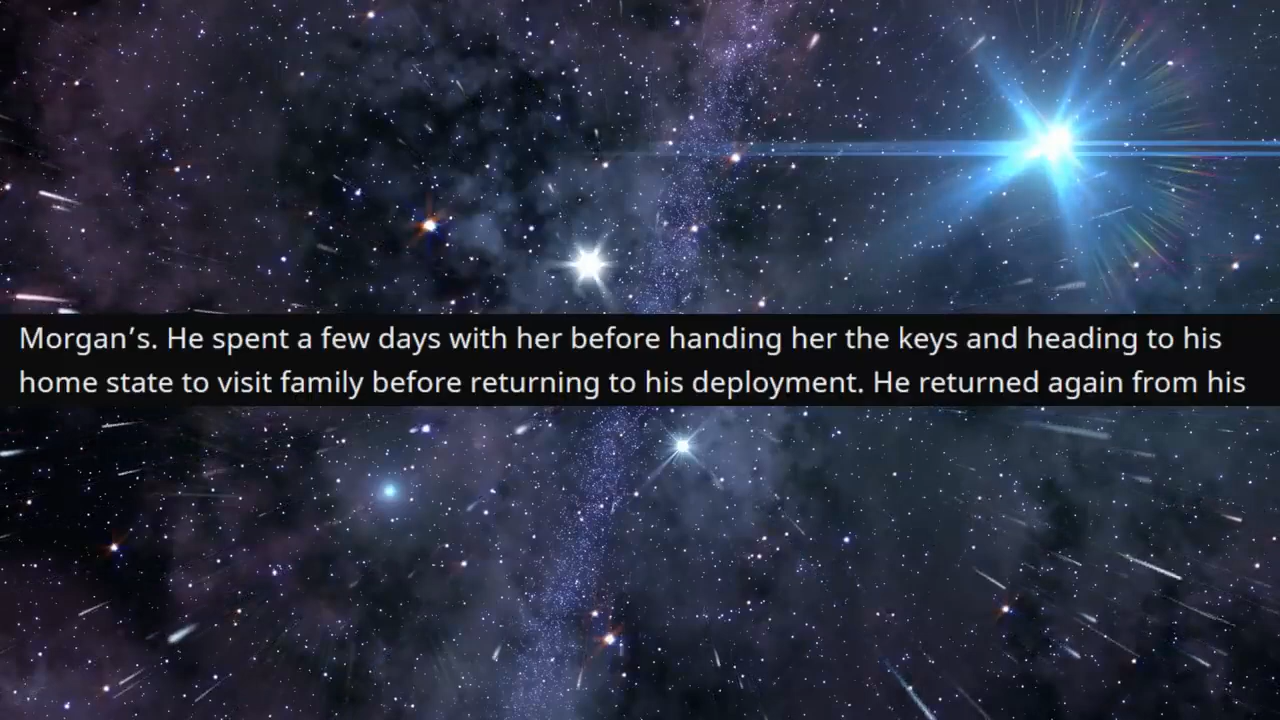 Morgan’s. He spent a few days with her before handing her the keys and heading to his
home state to visit family before returning to his deployment. He returned again from his